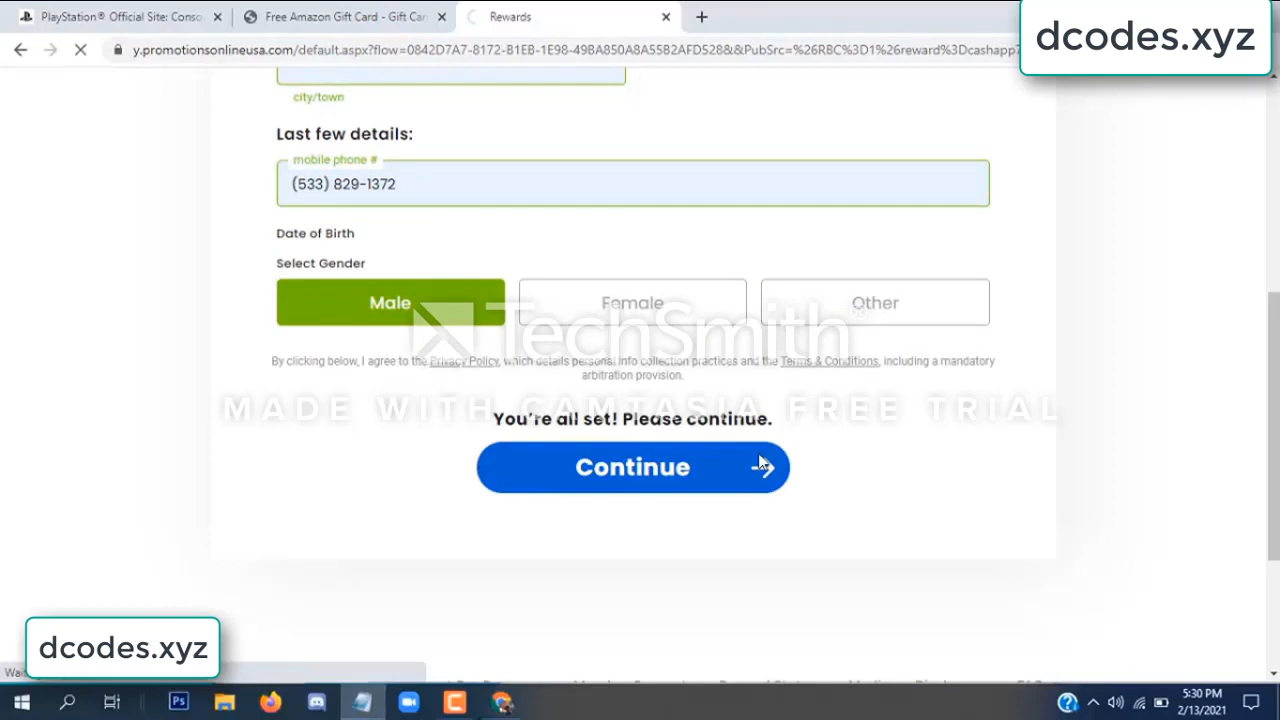 PlayStation® Official Site: Conso
Free Amazon Gift Card - Gift Car
Rewards
y.promotionsonlineusa.com/default.aspx?flow=0842D7A7-8172-B1EB-1E98-49BA850A8A55B2AFD528&&PubSrc=%26RBC%3D1%26reward%3Dcashapp7
dcodes.xyz
city/town
Last few details:
mobile phone #
(533) 829-1372
Date of Birth
Select Gender
Male
Female
Other
TechSmith
By clicking below, I agree to the Privacy Policy, which details personal info collection practices and the Terms & Conditions, including a mandatory
arbitration provision.
MADE WITH CAMTASIA FREE TRIAL
You're all set! Please continue.
Continue
dcodes.xyz
Ps
5:30 PM
2/13/2021